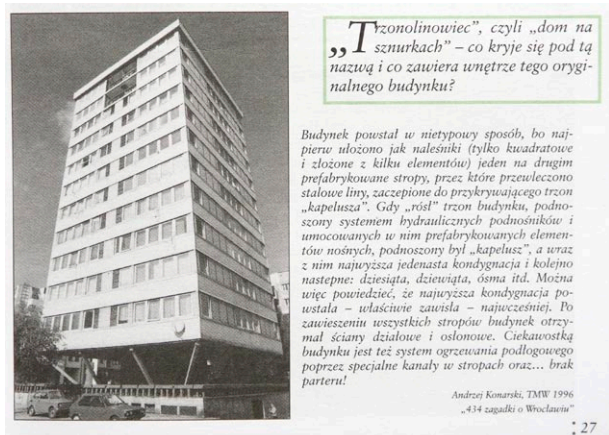 „Trzonolinowiec”, czyli „dom na
sznurkach” – co kryje się pod tą
nazwą i co zawiera wnętrze tego orygi-
nalnego budynku?
Budynek powstał w nietypowy sposób, bo naj-
pierw ułożono jak naleśniki (tylko kwadratowe
i złożone z kilku elementów) jeden na drugim
prefabrykowane stropy, przez które przewleczono
stalowe liny, zaczepione do przykrywającego trzon
„kapelusza”. Gdy „rósł” trzon budynku, podno-
szony systemem hydraulicznych podnośników i
umocowanych w nim prefabrykowanych elemen-
tów nośnych, podnoszony był „kapelusz”, a wraz
z nim najwyższa jedenasta kondygnacja i kolejno
następne: dziesiąta, dziewiąta, ósma itd. Można
więc powiedzieć, że najwyższa kondygnacja po-
wstała – właściwie zawisła – najwcześniej. Po
zawieszeniu wszystkich stropów budynek otrzy-
mał ściany działowe i osłonowe. Ciekawostką
budynku jest też system ogrzewania podłogowego
poprzez specjalne kanały w stropach oraz... brak
parteru!
Andrzej Konarski, TMW 1996
„434 zagadki o Wrocławiu”
27